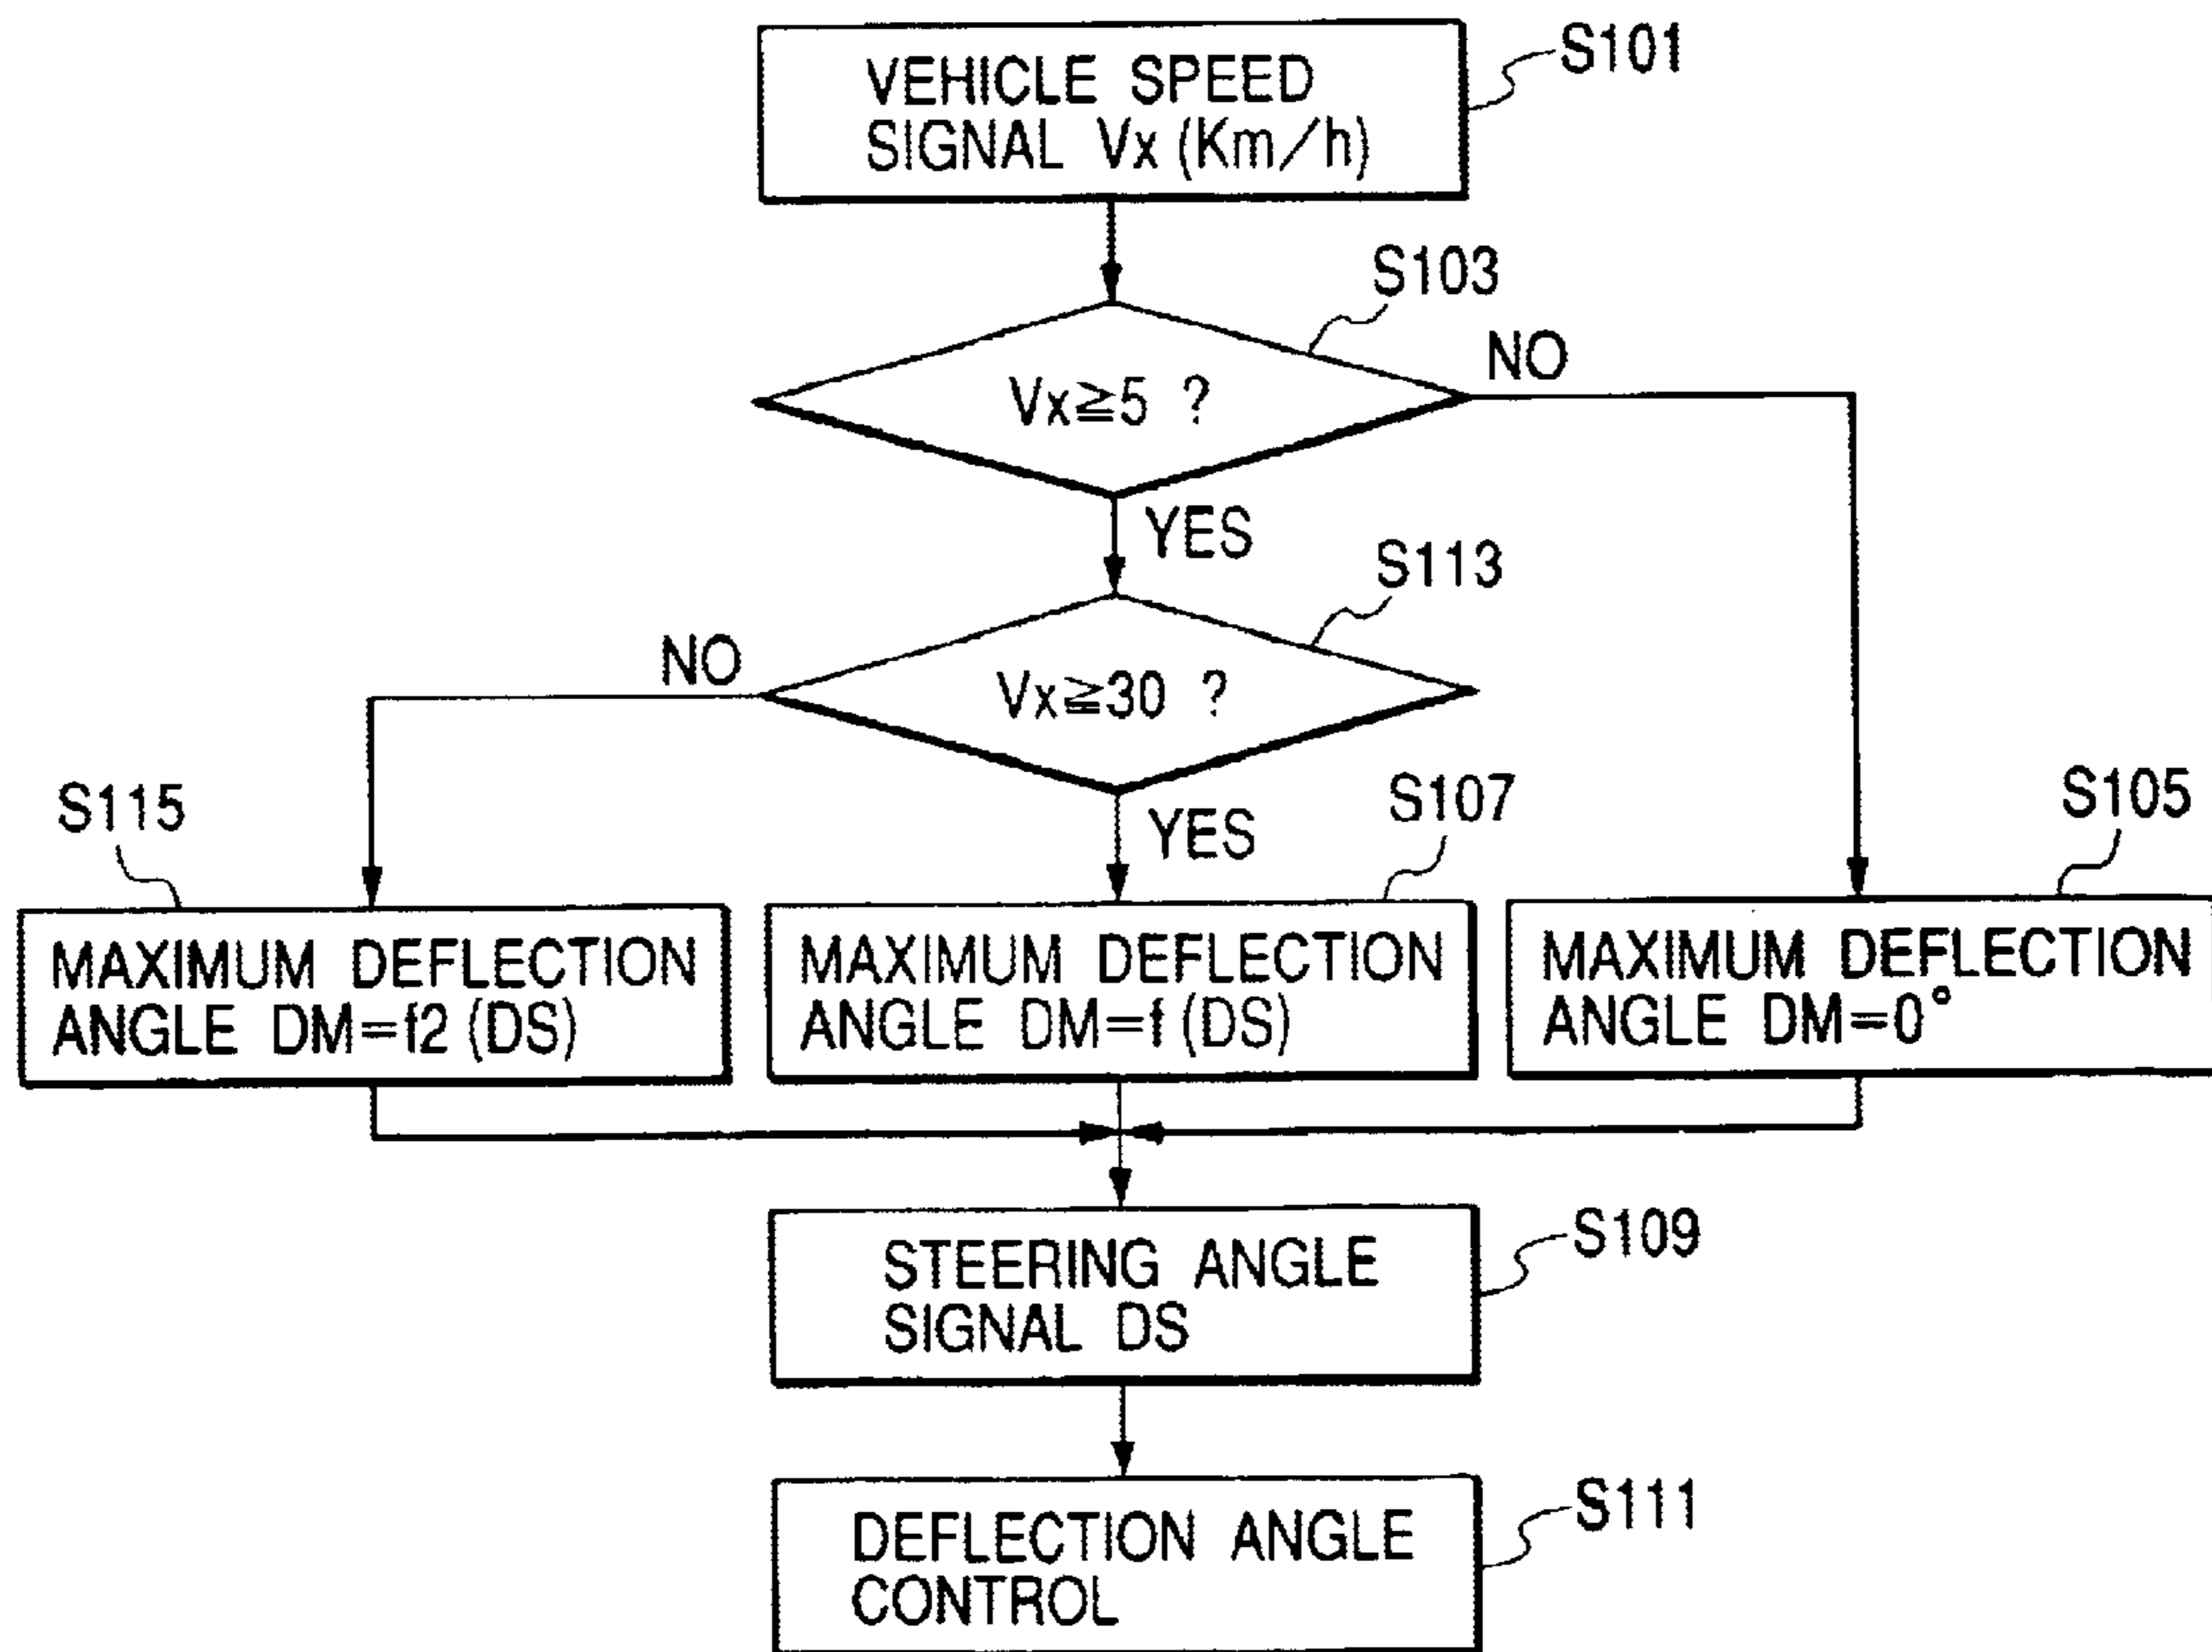 VEHICLE SPEED
SIGNAL Vx (Km/h)
S101
S103
Vx≧5 ?
NO
YES
S113
NO
Vx≧30 ?
YES
S115
S107
S105
MAXIMUM DEFLECTION
ANGLE DM=f2 (DS)
MAXIMUM DEFLECTION
ANGLE DM=f (DS)
MAXIMUM DEFLECTION
ANGLE DM=0°
STEERING ANGLE
SIGNAL DS
S109
DEFLECTION ANGLE
CONTROL
S111